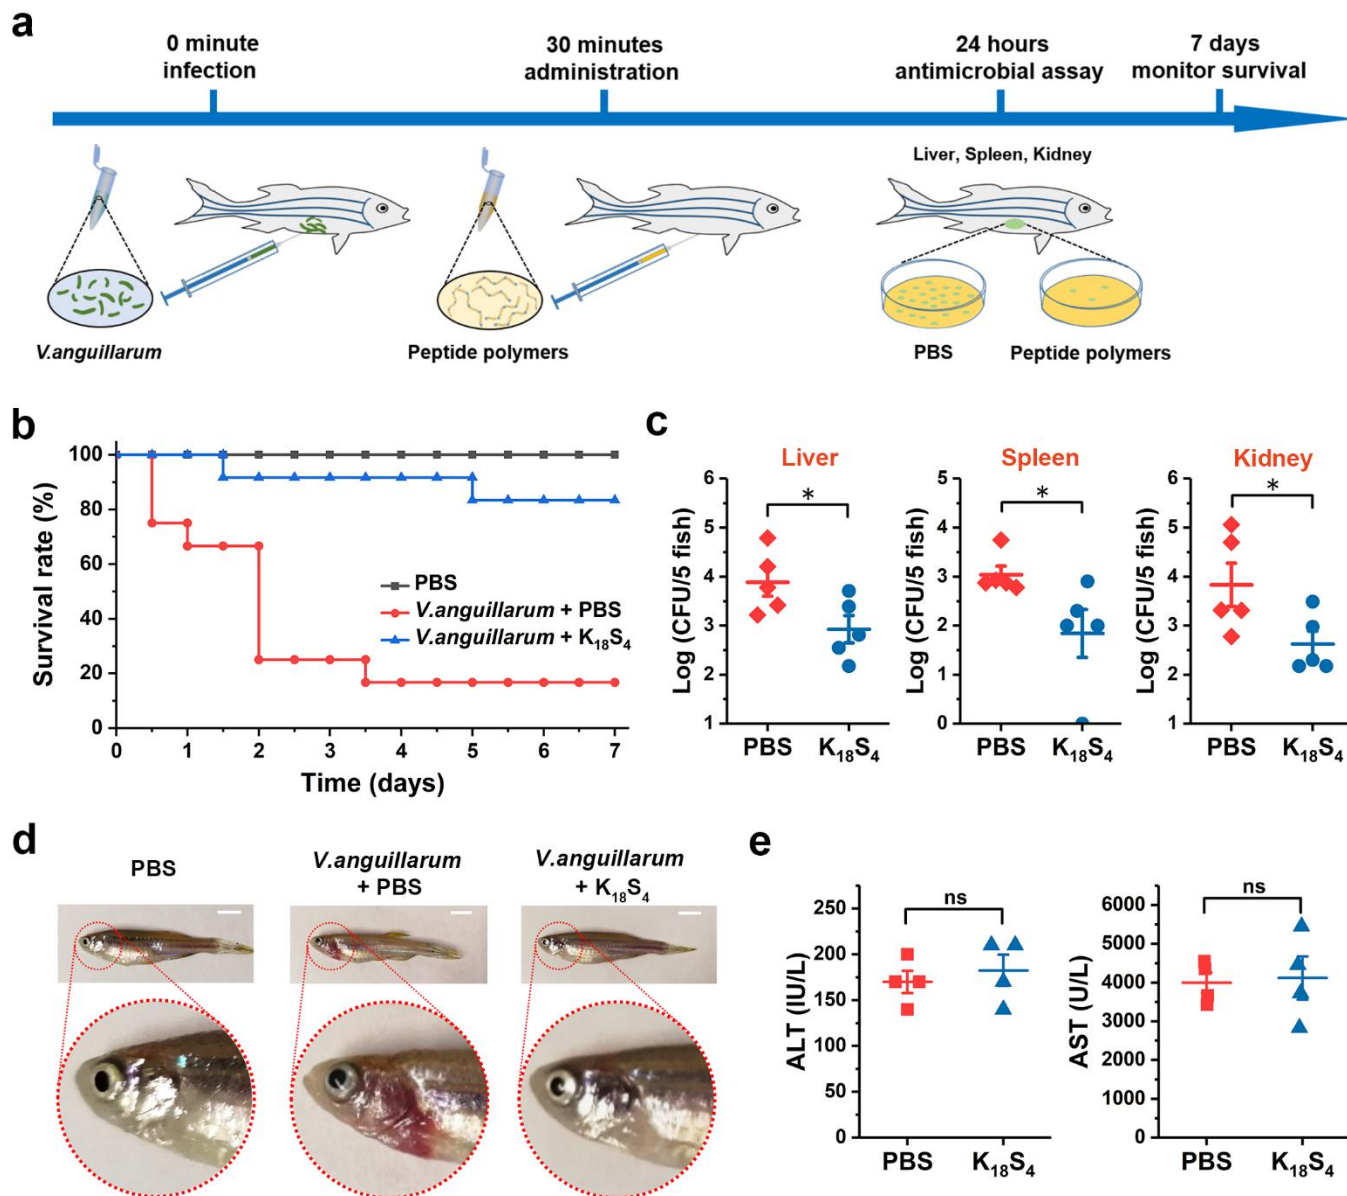 a
0 minute
infection
30 minutes
administration
24 hours
antimicrobial assay
7 days
monitor survival
Liver, Spleen, Kidney
V.anguillarum
Peptide polymers
PBS
Peptide polymers
b
Survival rate (%)
100
80
60
40
20
0
PBS
V.anguillarum + PBS
V.anguillarum + K₁₈S₄
0 1 2 3 4 5 6 7
Time (days)
c
Liver
Log (CFU/5 fish)
6
5
4
3
2
1
*
PBS K₁₈S₄
Spleen
Log (CFU/5 fish)
5
4
3
2
1
0
*
PBS K₁₈S₄
Kidney
Log (CFU/5 fish)
6
5
4
3
2
1
*
PBS K₁₈S₄
d
PBS
V.anguillarum
+ PBS
V.anguillarum
+ K₁₈S₄
e
ALT (IU/L)
250
200
150
100
50
0
ns
PBS K₁₈S₄
AST (U/L)
6000
5000
4000
3000
2000
1000
0
ns
PBS K₁₈S₄